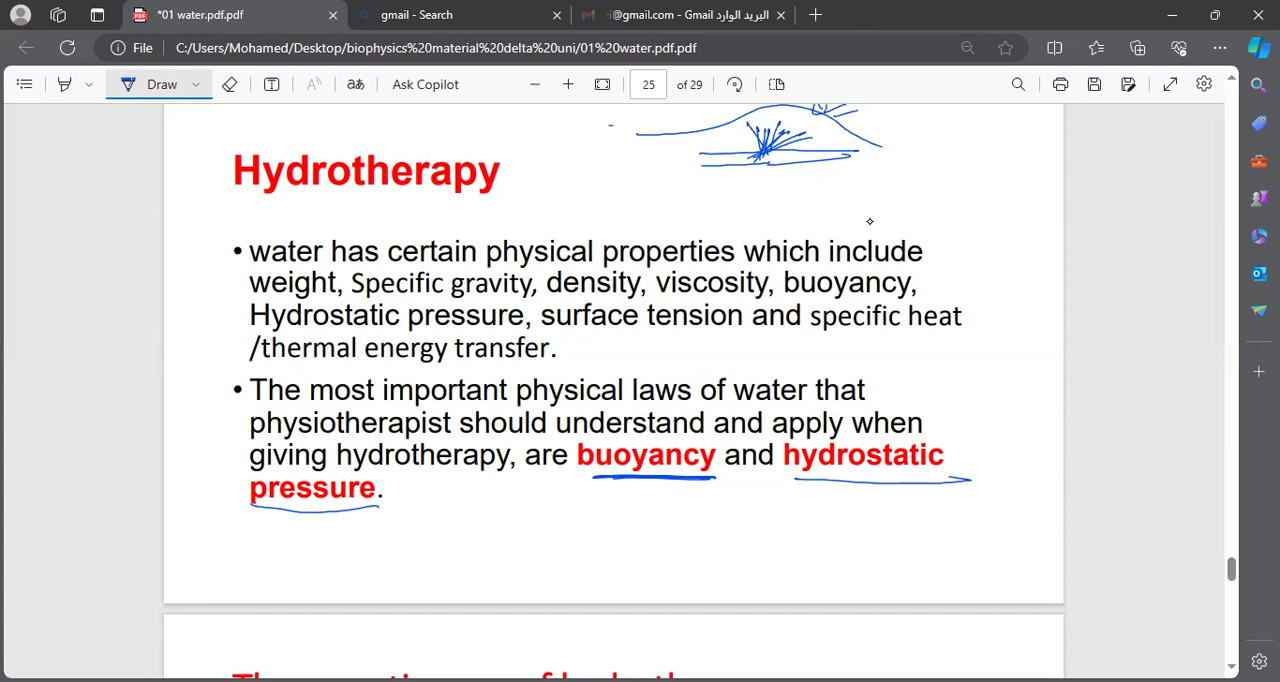 *01 water.pdf.pdf
gmail - Search
@gmail.com - Gmail البريد الوارد
File C:/Users/Mohamed/Desktop/biophysics%20material%20delta%20uni/01%20water.pdf.pdf
Draw
Ask Copilot
25 of 29
Hydrotherapy
• water has certain physical properties which include
weight, Specific gravity, density, viscosity, buoyancy,
Hydrostatic pressure, surface tension and specific heat
/thermal energy transfer.
• The most important physical laws of water that
physiotherapist should understand and apply when
giving hydrotherapy, are buoyancy and hydrostatic
pressure.